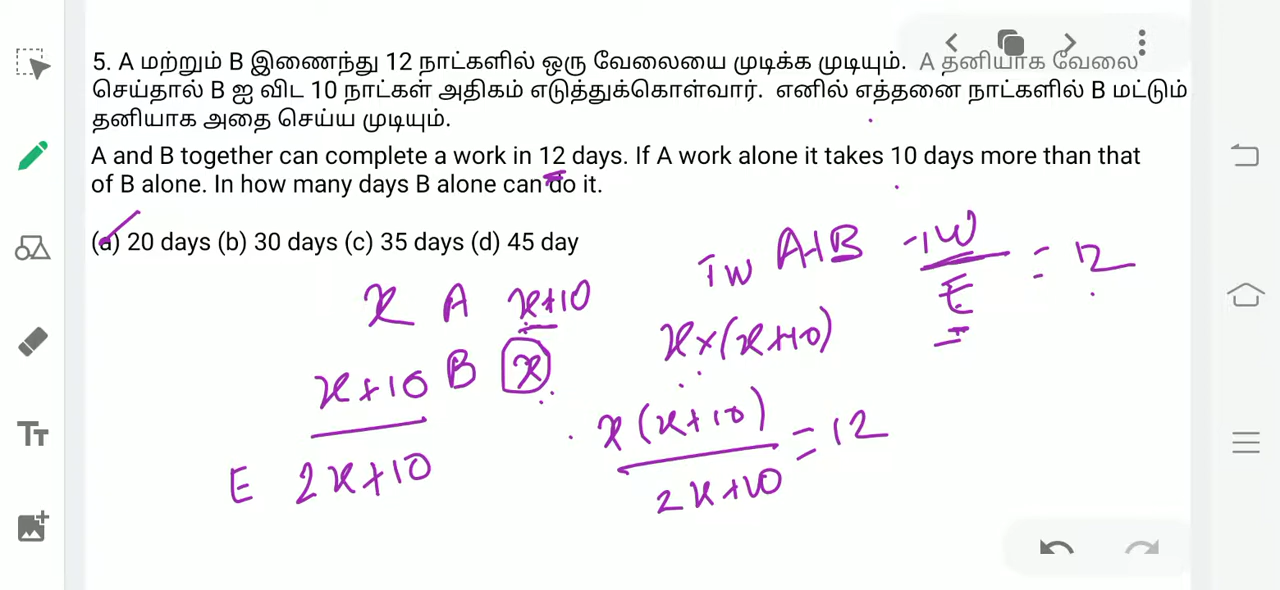 5. A மற்றும் B இணைந்து 12 நாட்களில் ஒரு வேலையை முடிக்க முடியும். A தனியாக வேலை
செய்தால் B ஐ விட 10 நாட்கள் அதிகம் எடுத்துக்கொள்வார். எனில் எத்தனை நாட்களில் B மட்டும்
தனியாக அதை செய்ய முடியும்.
A and B together can complete a work in 12 days. If A work alone it takes 10 days more than that
of B alone. In how many days B alone can do it.
(a) 20 days (b) 30 days (c) 35 days (d) 45 day
TW A+B TW/E = 12
x A x+10
x×(x+10)
x+10 B x
x(x+10)/2x+10 = 12
E 2x+10
Tт